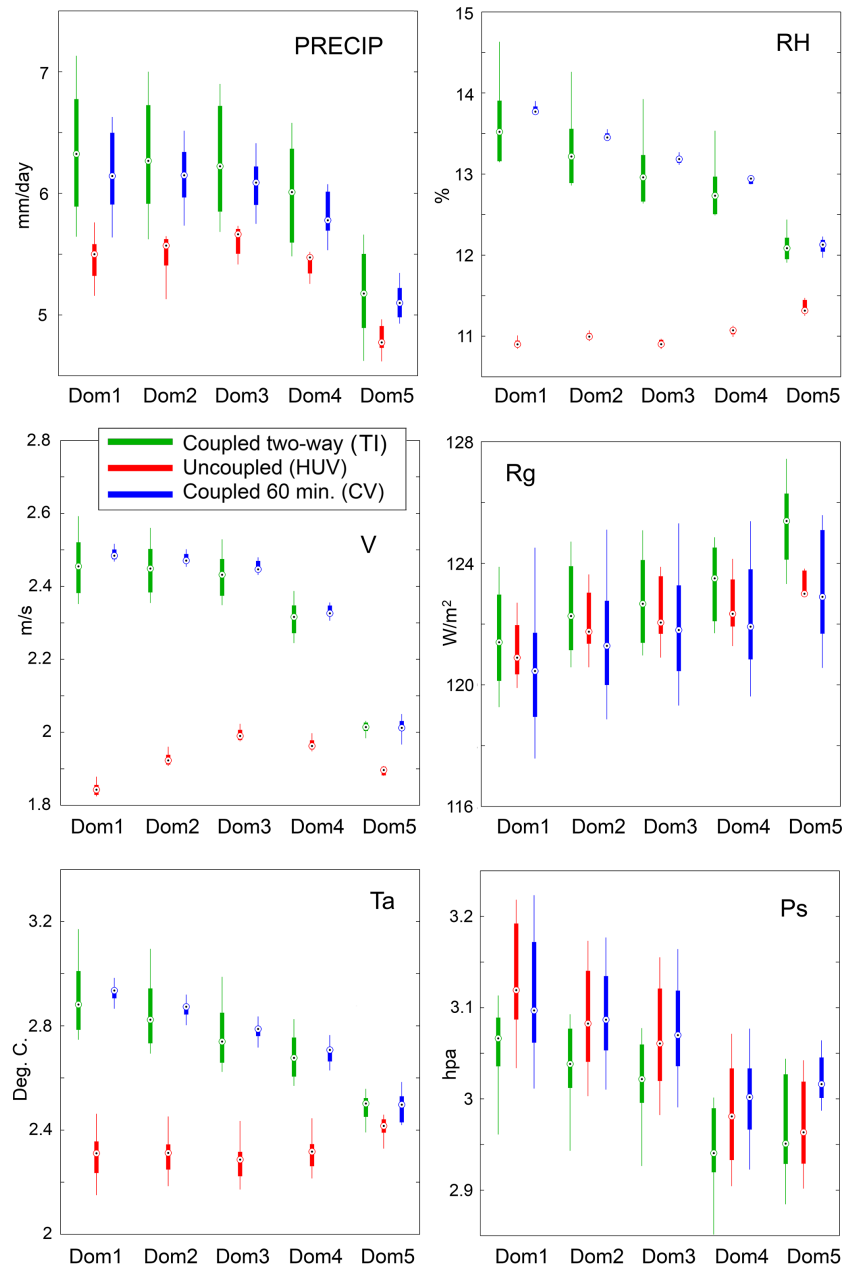 PRECIP
mm/day
7
6
5
Dom1 Dom2 Dom3 Dom4 Dom5
RH
%
15
14
13
12
11
Dom1 Dom2 Dom3 Dom4 Dom5
Coupled two-way (TI)
Uncoupled (HUV)
Coupled 60 min. (CV)
V
m/s
2.8
2.6
2.4
2.2
2
1.8
Dom1 Dom2 Dom3 Dom4 Dom5
Rg
W/m²
128
124
120
116
Dom1 Dom2 Dom3 Dom4 Dom5
Ta
Deg. C.
3.2
2.8
2.4
2
Dom1 Dom2 Dom3 Dom4 Dom5
Ps
hpa
3.2
3.1
3
2.9
Dom1 Dom2 Dom3 Dom4 Dom5